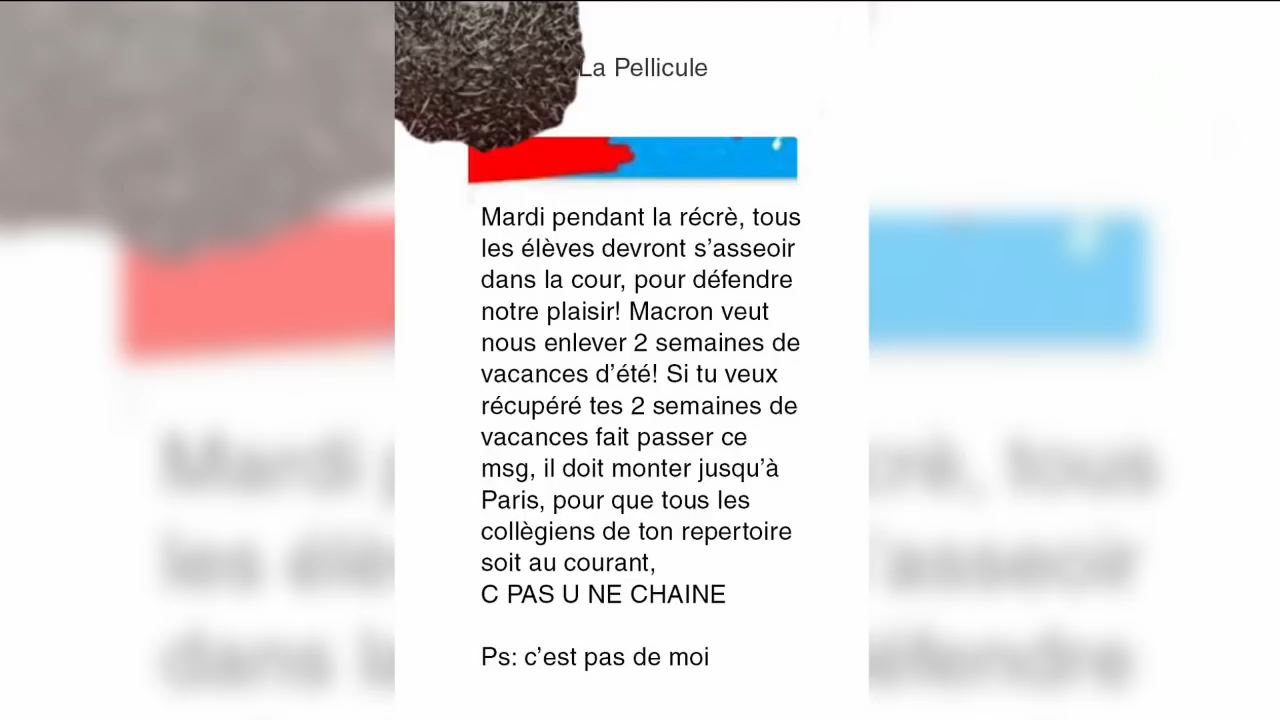 La Pellicule
Mardi pendant la récrè, tous
les élèves devront s'asseoir
dans la cour, pour défendre
notre plaisir! Macron veut
nous enlever 2 semaines de
vacances d'été! Si tu veux
récupéré tes 2 semaines de
vacances fait passer ce
msg, il doit monter jusqu'à
Paris, pour que tous les
collègiens de ton repertoire
soit au courant,
C PAS U NE CHAINE
Ps: c'est pas de moi